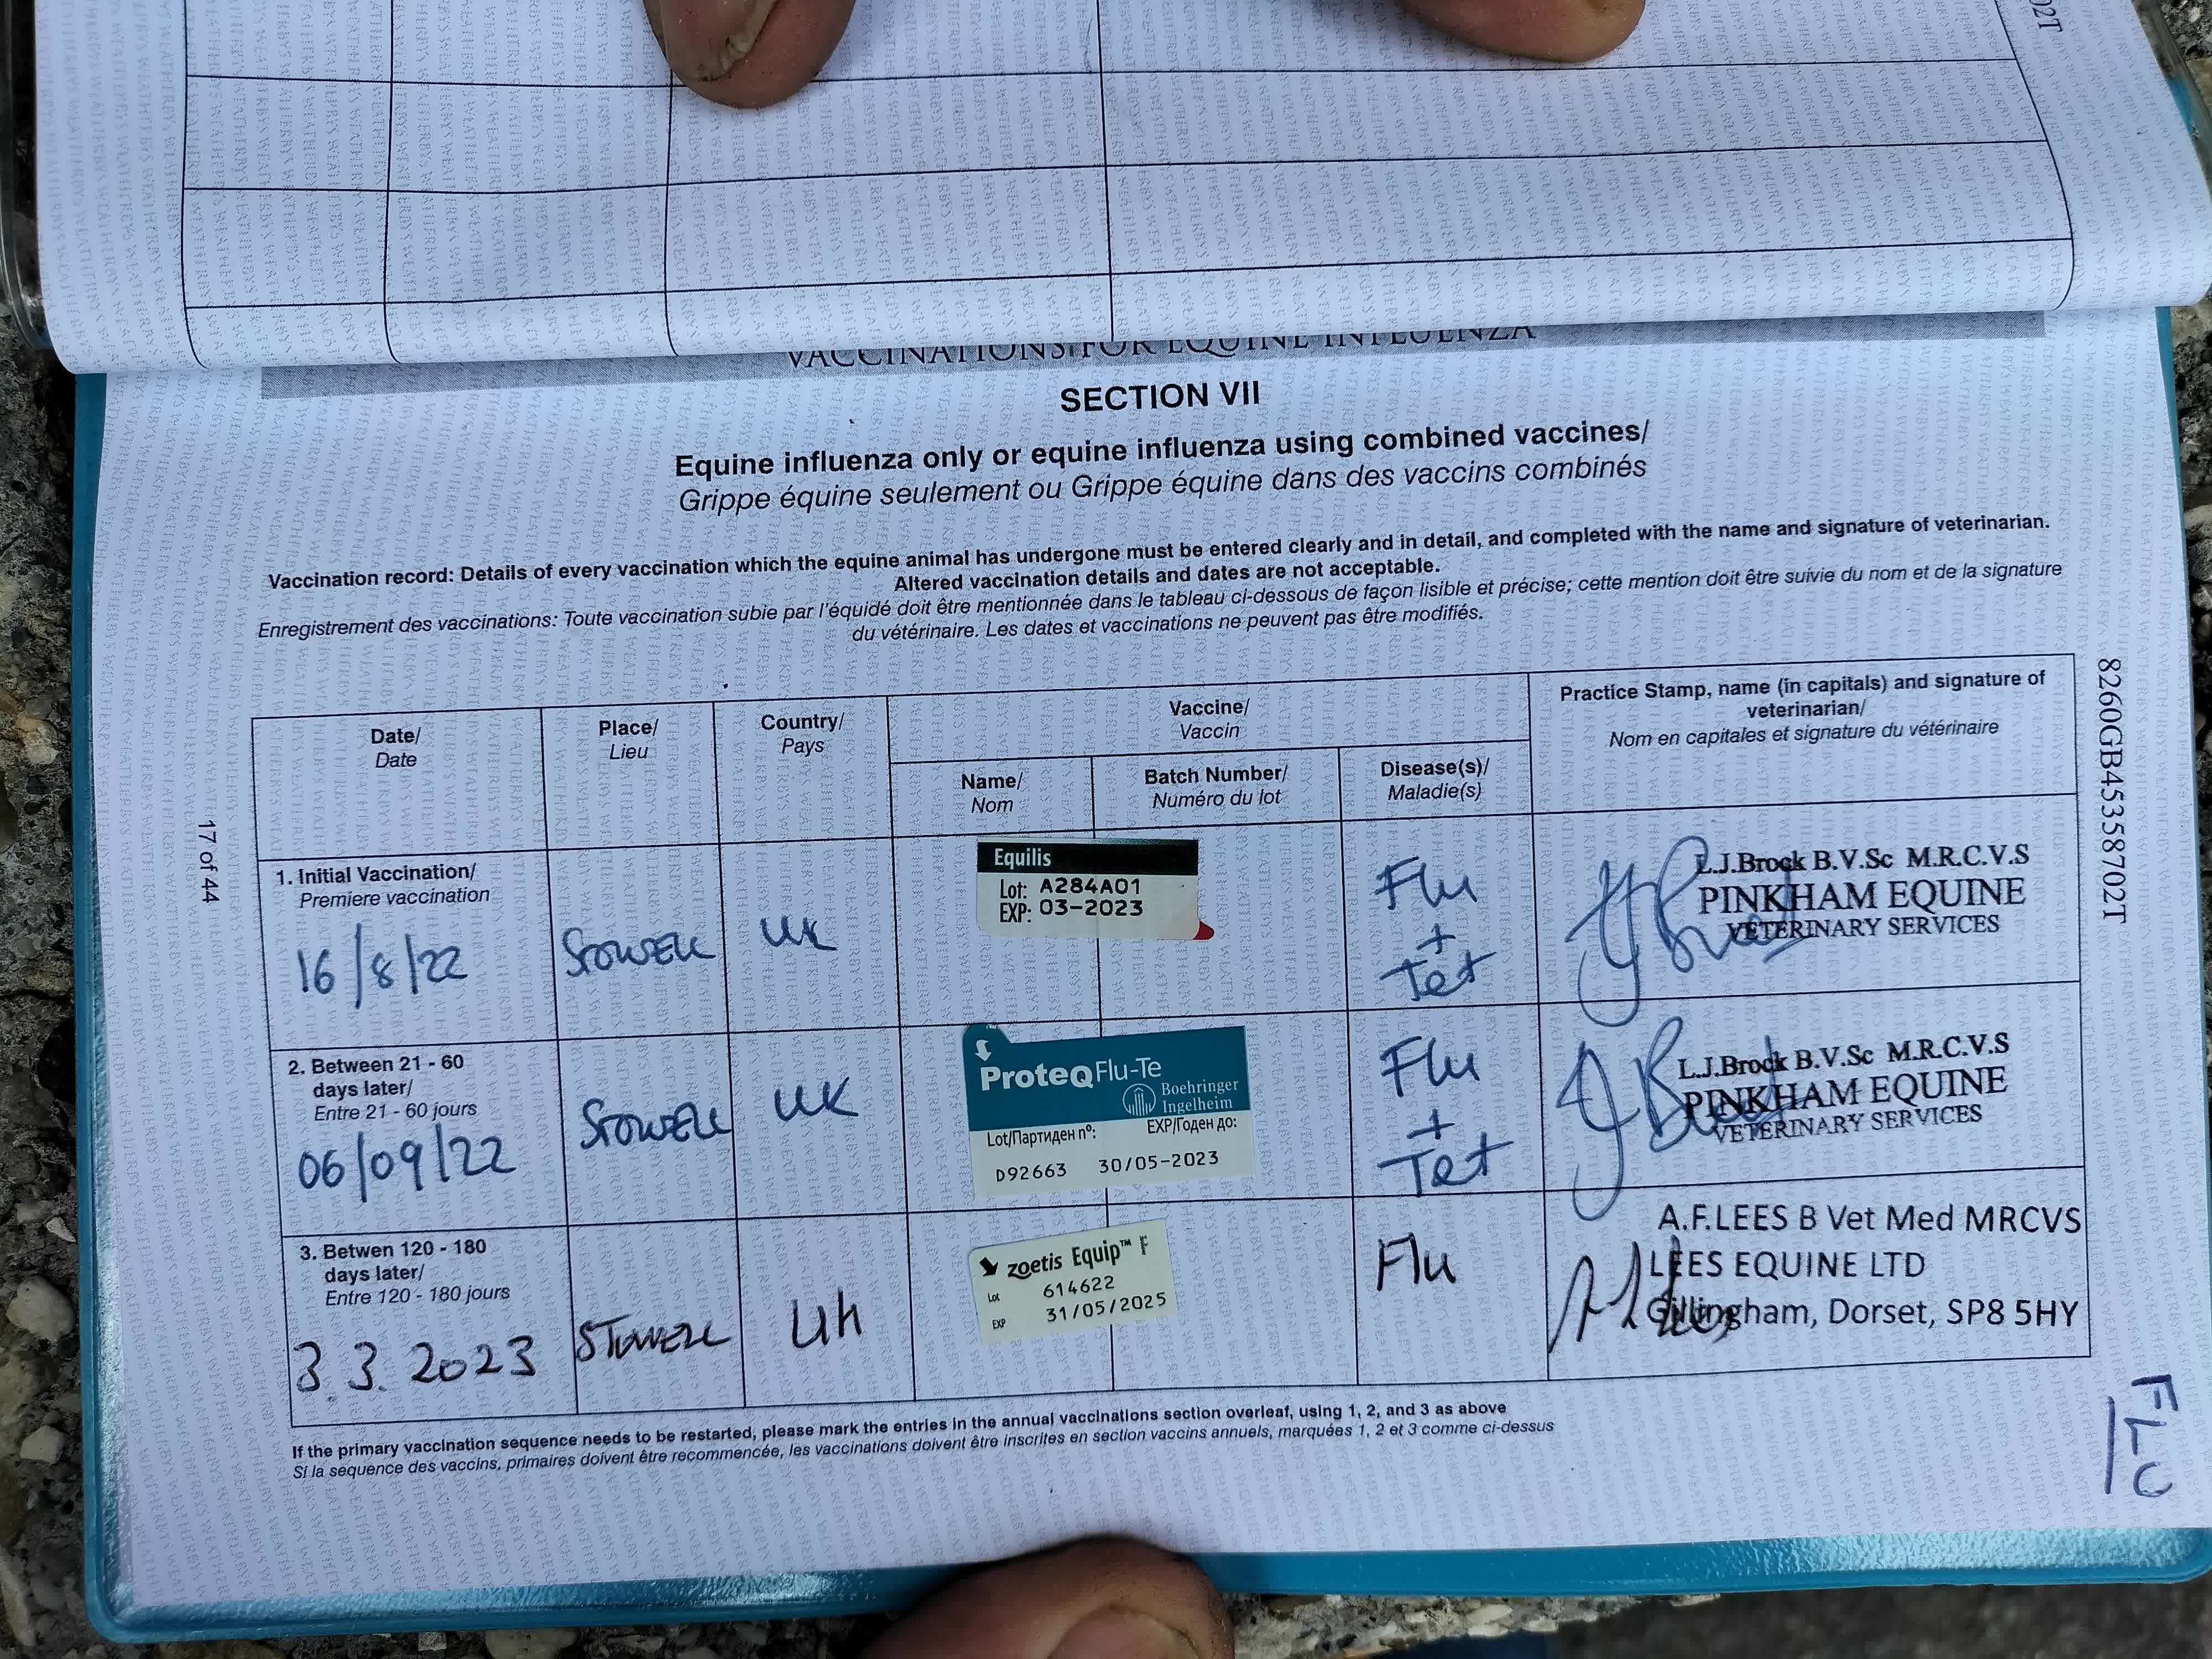 02T
VACCINATIONS FOR EQUINE INFLUENZA
SECTION VII
Equine influenza only or equine influenza using combined vaccines/
Grippe équine seulement ou Grippe équine dans des vaccins combinés
Vaccination record: Details of every vaccination which the equine animal has undergone must be entered clearly and in detail, and completed with the name and signature of veterinarian.
Altered vaccination details and dates are not acceptable.
Enregistrement des vaccinations: Toute vaccination subie par l'équidé doit être mentionnée dans le tableau ci-dessous de façon lisible et précise; cette mention doit être suivie du nom et de la signature
du vétérinaire. Les dates et vaccinations ne peuvent pas être modifiés.
Date/
Date
Place/
Lieu
Country/
Pays
Vaccine/
Vaccin
Name/
Nom
Batch Number/
Numéro du lot
Disease(s)/
Maladie(s)
Practice Stamp, name (in capitals) and signature of
veterinarian/
Nom en capitales et signature du vétérinaire
1. Initial Vaccination/
Premiere vaccination
16/8/22
STOWELL
UK
Equilis
Lot: A284A01
EXP: 03-2023
Flu
+
Tet
L.J.Brock B.V.Sc M.R.C.V.S
PINKHAM EQUINE
VETERINARY SERVICES
2. Between 21 - 60
days later/
Entre 21 - 60 jours
06/09/22
STOWELL
UK
ProteqFlu-Te
Boehringer
Ingelheim
Lot/Партиден nº: EXP/Годен до:
D92663 30/05-2023
Flu
+
Tet
L.J.Brock B.V.Sc M.R.C.V.S
PINKHAM EQUINE
VETERINARY SERVICES
3. Betwen 120 - 180
days later/
Entre 120 - 180 jours
3.3.2023
STOWELL
UK
zoetis Equip™ F
Lot 614622
EXP 31/05/2025
Flu
A.F.LEES B Vet Med MRCVS
LEES EQUINE LTD
Gillingham, Dorset, SP8 5HY
If the primary vaccination sequence needs to be restarted, please mark the entries in the annual vaccinations section overleaf, using 1, 2, and 3 as above
Si la sequence des vaccins, primaires doivent être recommencée, les vaccinations doivent être inscrites en section vaccins annuels, marquées 1, 2 et 3 comme ci-dessus
17 of 44
8260GB45358702T
FLU